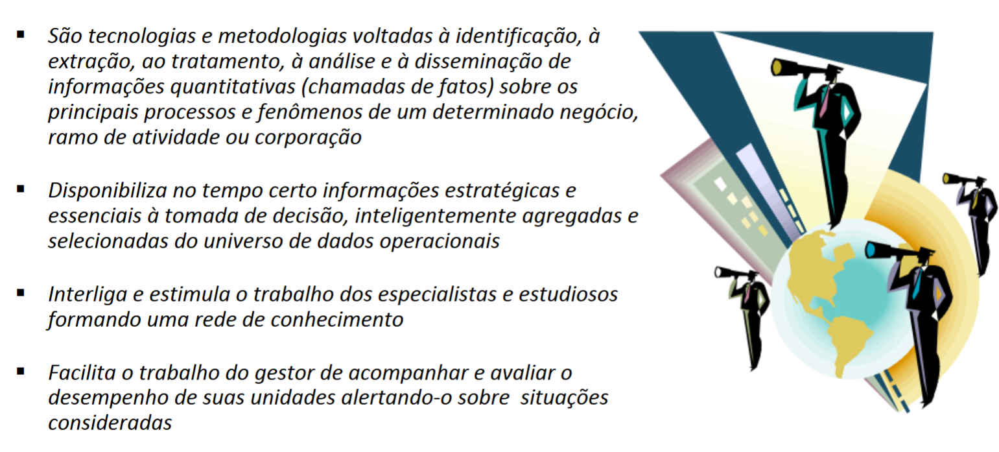 ▪ São tecnologias e metodologias voltadas à identificação, à
extração, ao tratamento, à análise e à disseminação de
informações quantitativas (chamadas de fatos) sobre os
principais processos e fenômenos de um determinado negócio,
ramo de atividade ou corporação
▪ Disponibiliza no tempo certo informações estratégicas e
essenciais à tomada de decisão, inteligentemente agregadas e
selecionadas do universo de dados operacionais
▪ Interliga e estimula o trabalho dos especialistas e estudiosos
formando uma rede de conhecimento
▪ Facilita o trabalho do gestor de acompanhar e avaliar o
desempenho de suas unidades alertando-o sobre  situações
consideradas